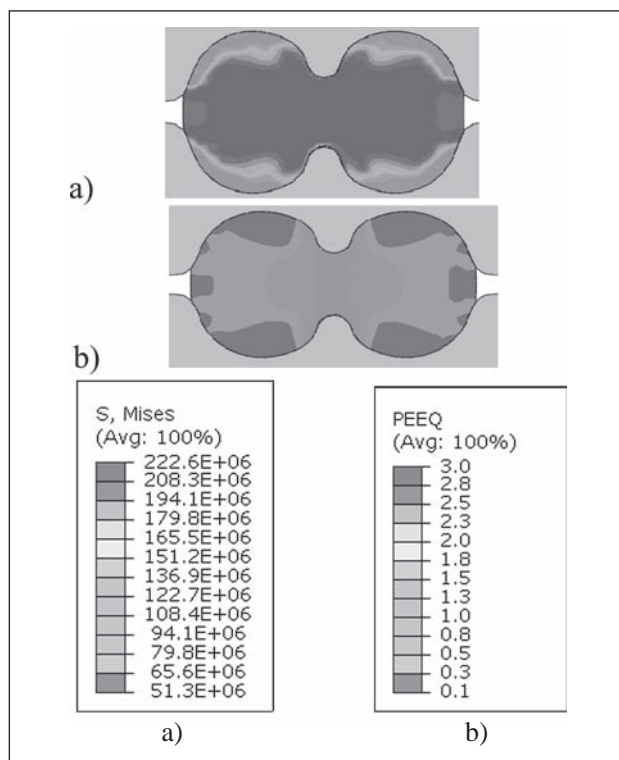 a)
b)
S, Mises
(Avg: 100%)
222.6E+06
208.3E+06
194.1E+06
179.8E+06
165.5E+06
151.2E+06
136.9E+06
122.7E+06
108.4E+06
94.1E+06
79.8E+06
65.6E+06
51.3E+06
a)
PEEQ
(Avg: 100%)
3.0
2.8
2.5
2.3
2.0
1.8
1.5
1.3
1.0
0.8
0.5
0.3
0.1
b)